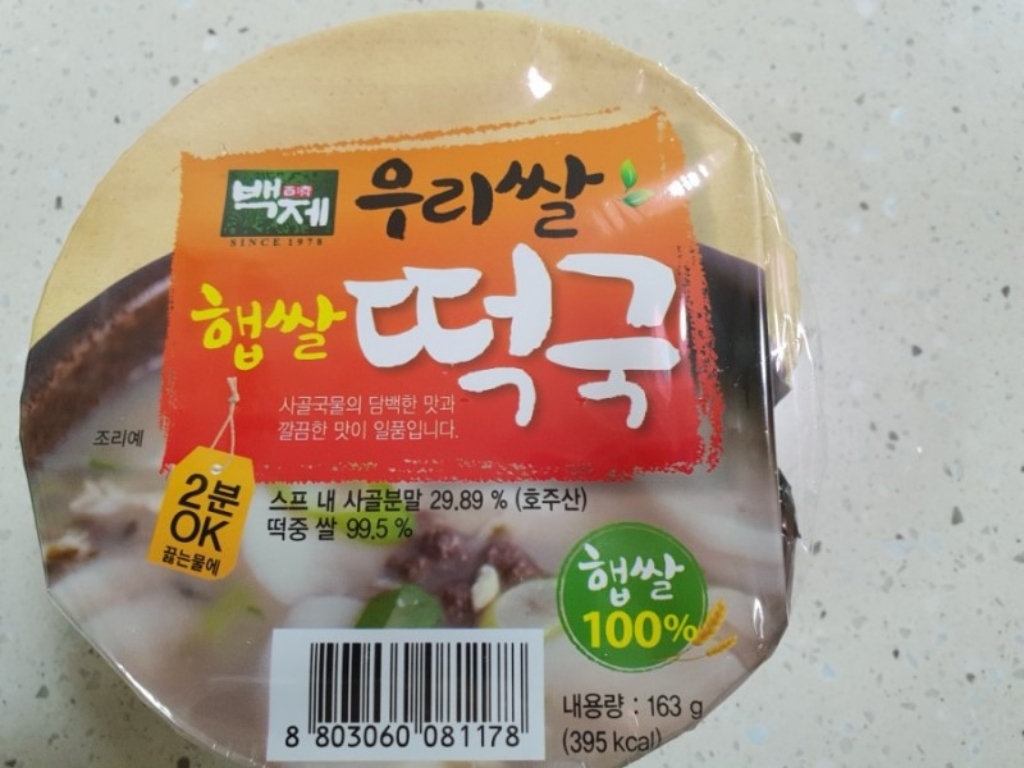 백제
百濟
SINCE 1978
우리쌀
햅쌀 떡국
사골국물의 담백한 맛과
깔끔한 맛이 일품입니다.
조리예
2분
OK
끓는물에
스프 내 사골분말 29.89 % (호주산)
떡중 쌀 99.5 %
햅쌀
100%
내용량 : 163 g
(395 kcal)
8 803060 081178